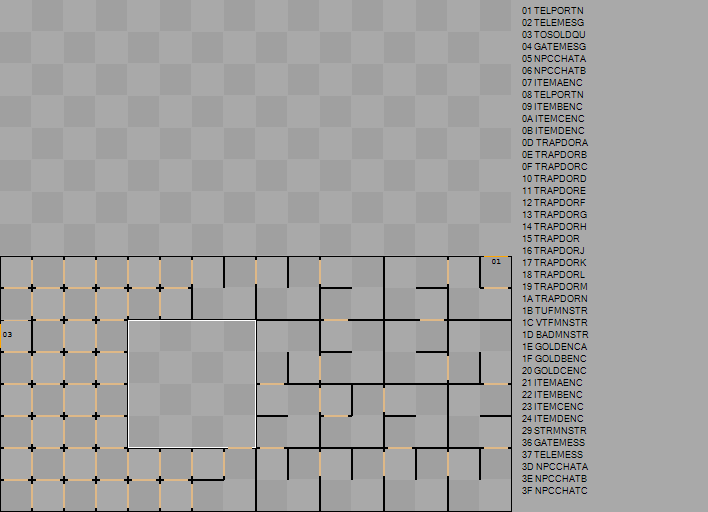 01 TELPORTN
02 TELEMESG
03 TOSOLDQU
04 GATEMESG
05 NPCCHATA
06 NPCCHATB
07 ITEMAENC
08 TELPORTN
09 ITEMBENC
0A ITEMCENC
0B ITEMDENC
0D TRAPDORA
0E TRAPDORB
0F TRAPDORC
10 TRAPDORD
11 TRAPDORE
12 TRAPDORF
13 TRAPDORG
14 TRAPDORH
15 TRAPDOR
16 TRAPDORJ
17 TRAPDORK
18 TRAPDORL
19 TRAPDORM
1A TRAPDORN
1B TUFMNSTR
1C VTFMNSTR
1D BADMNSTR
1E GOLDENCA
1F GOLDBENC
20 GOLDCENC
21 ITEMAENC
22 ITEMBENC
23 ITEMCENC
24 ITEMDENC
29 STRMNSTR
36 GATEMESS
37 TELEMESS
3D NPCCHATA
3E NPCCHATB
3F NPCCHATC
01
03